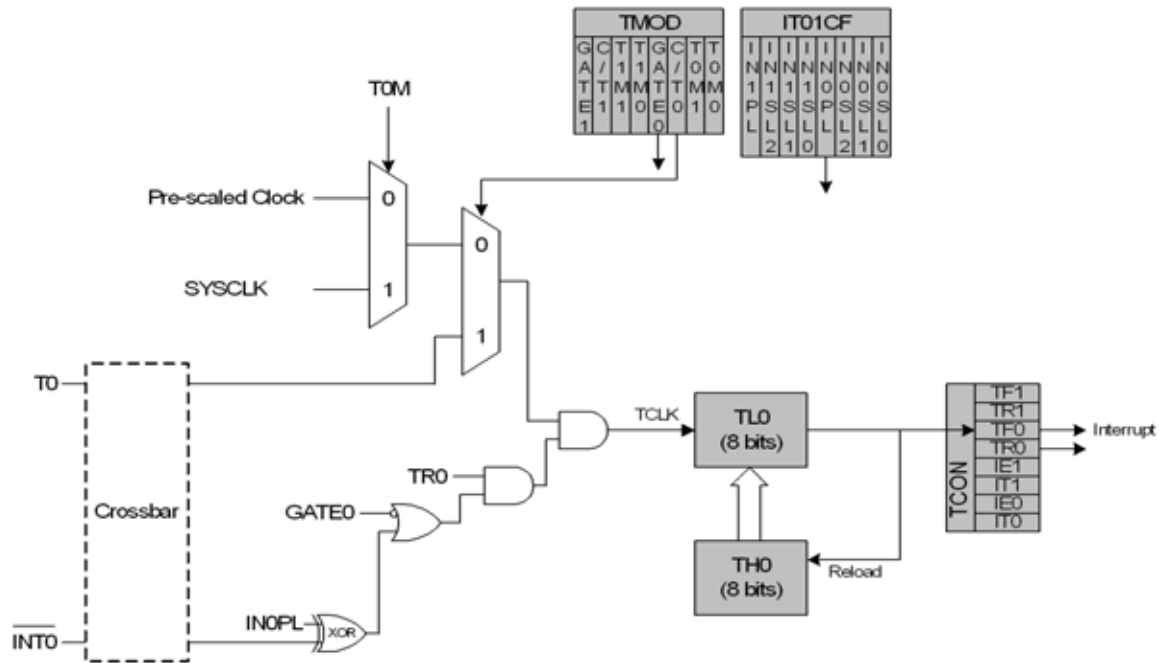 TMOD
GATE1
C/T1
T1M1
T1M0
GATE0
C/T0
T0M1
T0M0
IT01CF
IN1PL
IN1SL2
IN1SL1
IN1SL0
IN0PL
IN0SL2
IN0SL1
IN0SL0
T0M
Pre-scaled Clock
0
SYSCLK
1
0
1
T0
Crossbar
INT0
TR0
GATE0
IN0PL
XOR
TCLK
TL0
(8 bits)
TH0
(8 bits)
Reload
TCON
TF1
TR1
TF0
TR0
IE1
IT1
IE0
IT0
Interrupt